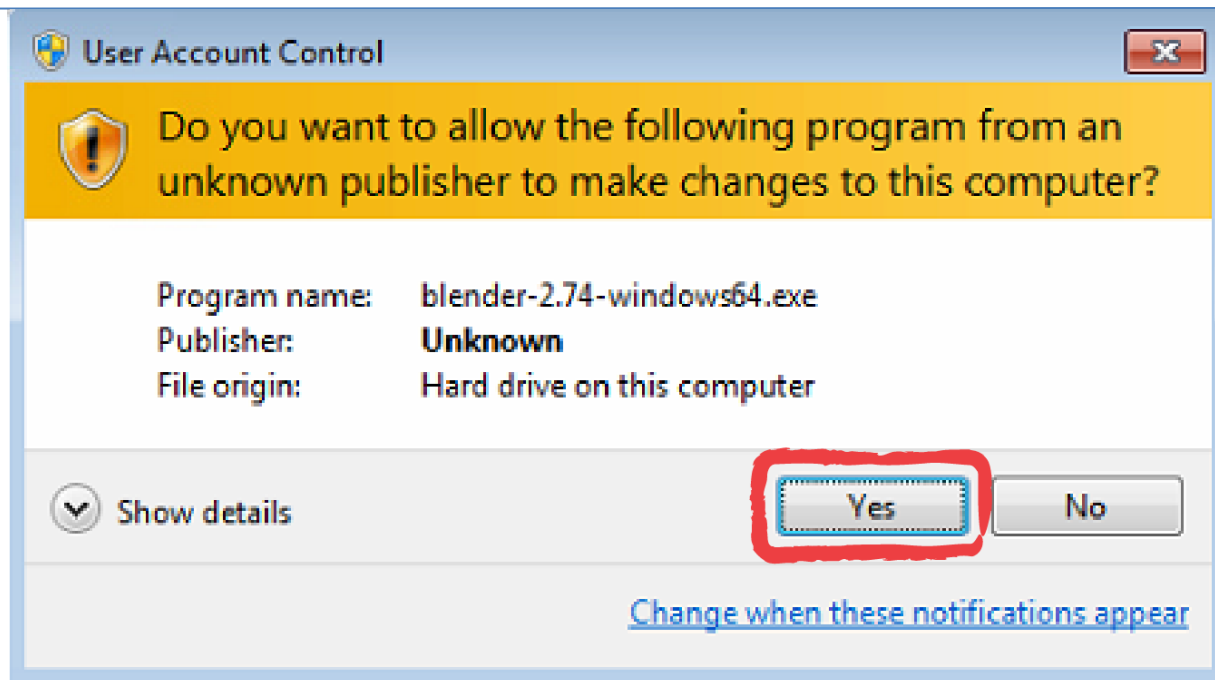 User Account Control
Do you want to allow the following program from an
unknown publisher to make changes to this computer?
Program name: blender-2.74-windows64.exe
Publisher: Unknown
File origin: Hard drive on this computer
Show details Yes No
Change when these notifications appear